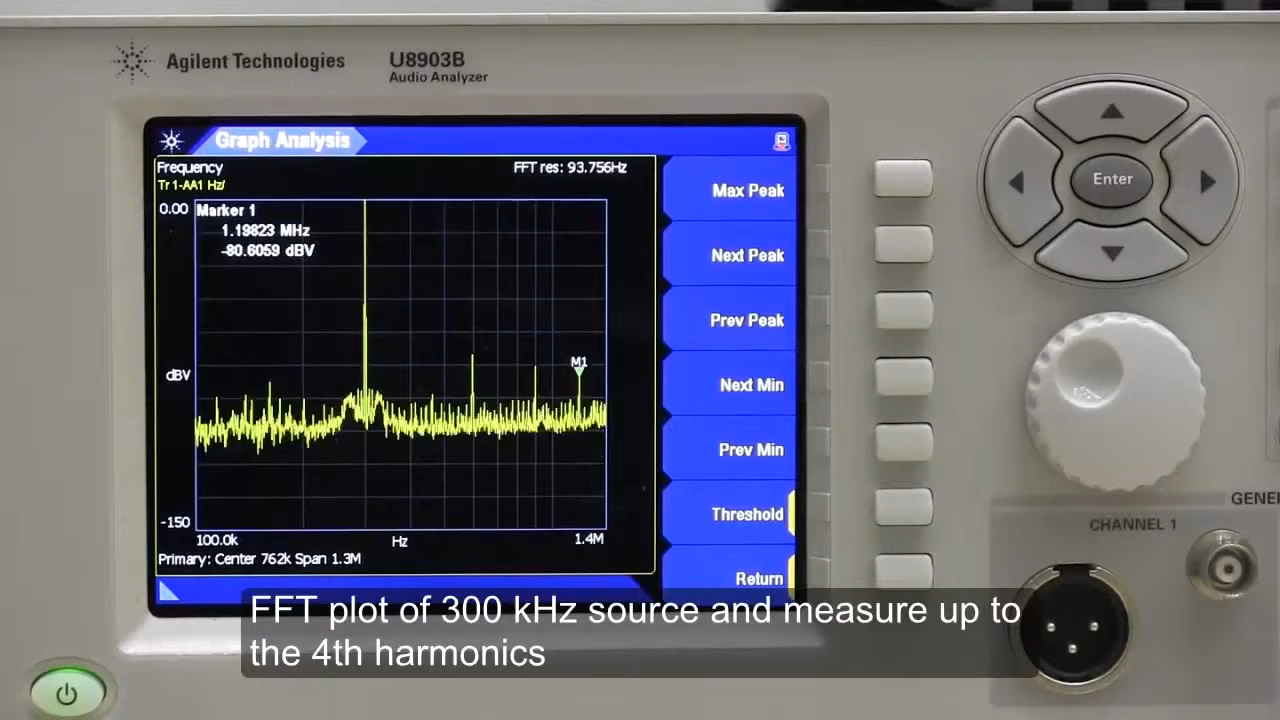 Agilent Technologies
U8903B
Audio Analyzer
Graph Analysis
Frequency
FFT res: 93.756Hz
Tr 1-AA1 Hz/
0.00
Marker 1
1.19823 MHz
-80.6059 dBV
M1
dBV
-150
100.0k
Hz
1.4M
Primary: Center 762k Span 1.3M
Max Peak
Next Peak
Prev Peak
Next Min
Prev Min
Threshold
Return
Enter
GENE
CHANNEL 1
FFT plot of 300 kHz source and measure up to
the 4th harmonics